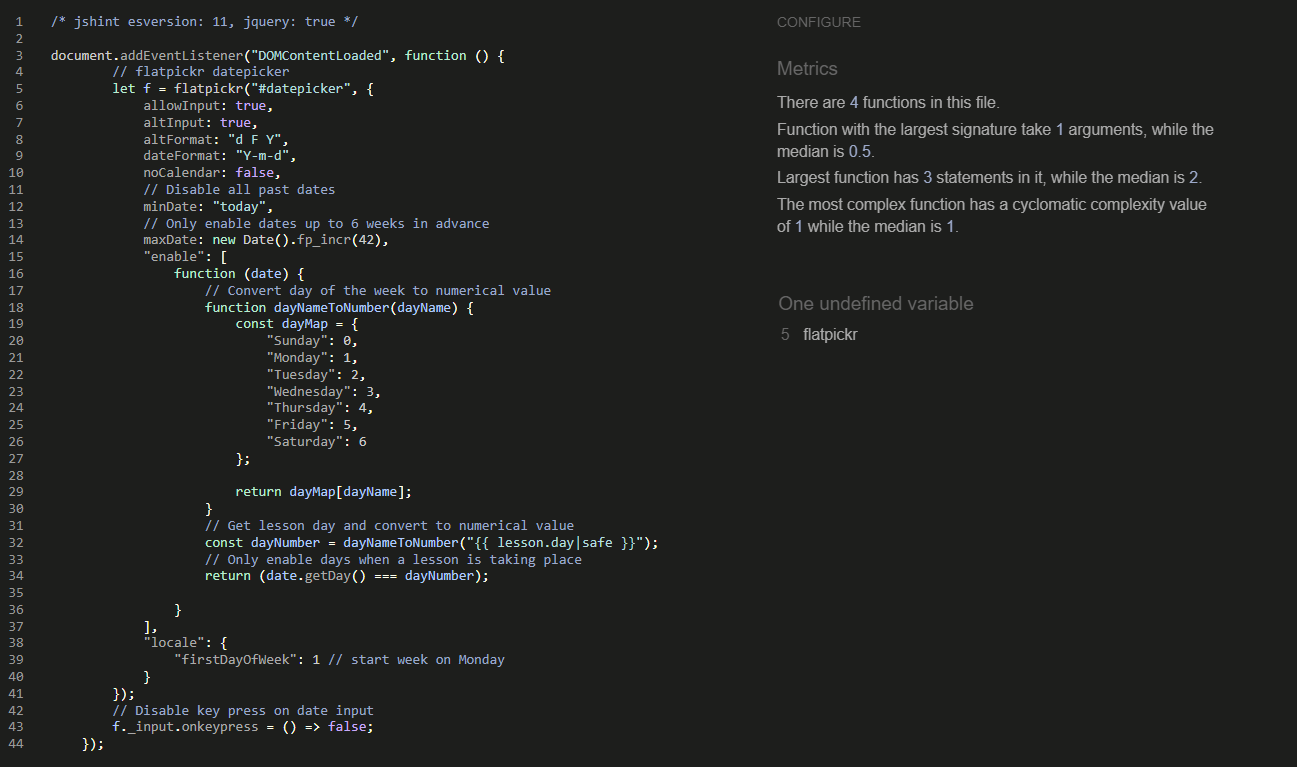 1 /* jshint esversion: 11, jquery: true */
2
3 document.addEventListener("DOMContentLoaded", function () {
4 // flatpickr datepicker
5 let f = flatpickr("#datepicker", {
6 allowInput: true,
7 altInput: true,
8 altFormat: "d F Y",
9 dateFormat: "Y-m-d",
10 noCalendar: false,
11 // Disable all past dates
12 minDate: "today",
13 // Only enable dates up to 6 weeks in advance
14 maxDate: new Date().fp_incr(42),
15 "enable": [
16 function (date) {
17 // Convert day of the week to numerical value
18 function dayNameToNumber(dayName) {
19 const dayMap = {
20 "Sunday": 0,
21 "Monday": 1,
22 "Tuesday": 2,
23 "Wednesday": 3,
24 "Thursday": 4,
25 "Friday": 5,
26 "Saturday": 6
27 };
28
29 return dayMap[dayName];
30 }
31 // Get lesson day and convert to numerical value
32 const dayNumber = dayNameToNumber("{{ lesson.day|safe }}");
33 // Only enable days when a lesson is taking place
34 return (date.getDay() === dayNumber);
35
36 }
37 ],
38 "locale": {
39 "firstDayOfWeek": 1 // start week on Monday
40 }
41 });
42 // Disable key press on date input
43 f._input.onkeypress = () => false;
44 });
CONFIGURE
Metrics
There are 4 functions in this file.
Function with the largest signature take 1 arguments, while the
median is 0.5.
Largest function has 3 statements in it, while the median is 2.
The most complex function has a cyclomatic complexity value
of 1 while the median is 1.
One undefined variable
5 flatpickr